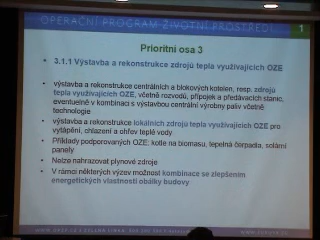 OPERAČNÍ PROGRAM ŽIVOTNÍ PROSTŘEDÍ
1
Prioritní osa 3
• 3.1.1 Výstavba a rekonstrukce zdrojů tepla využívajících OZE
• výstavba a rekonstrukce centrálních a blokových kotelen, resp. zdrojů
tepla využívajících OZE, včetně rozvodů, přípojek a předávacích stanic,
eventuelně v kombinaci s výstavbou centrální výrobny paliv včetně
technologie
• výstavba a rekonstrukce lokálních zdrojů tepla využívajících OZE pro
vytápění, chlazení a ohřev teplé vody
• Příklady podporovaných OZE: kotle na biomasu, tepelná čerpadla, solární
panely
• Nelze nahrazovat plynové zdroje
• V rámci některých výzev možnost kombinace se zlepšením
energetických vlastností obálky budovy